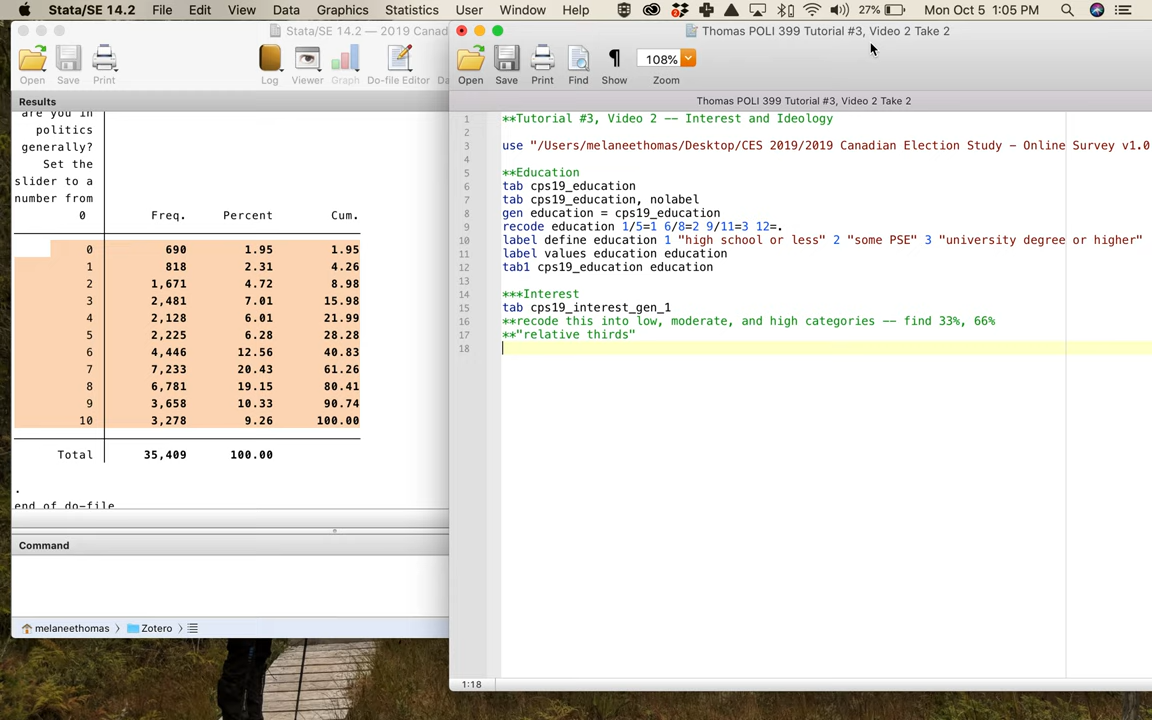 Stata/SE 14.2 File Edit View Data Graphics Statistics User Window Help 27% Mon Oct 5 1:05 PM
Stata/SE 14.2 — 2019 Canad
Open Save Print Log Viewer Graph Do-file Editor Da
Results
are you in
politics
generally?
Set the
slider to a
number from
0 Freq. Percent Cum.
0 690 1.95 1.95
1 818 2.31 4.26
2 1,671 4.72 8.98
3 2,481 7.01 15.98
4 2,128 6.01 21.99
5 2,225 6.28 28.28
6 4,446 12.56 40.83
7 7,233 20.43 61.26
8 6,781 19.15 80.41
9 3,658 10.33 90.74
10 3,278 9.26 100.00
Total 35,409 100.00
.
end of do-file
Command
melaneethomas Zotero
Thomas POLI 399 Tutorial #3, Video 2 Take 2
Open Save Print Find Show 108% Zoom
Thomas POLI 399 Tutorial #3, Video 2 Take 2
1 **Tutorial #3, Video 2 -- Interest and Ideology
2
3 use "/Users/melaneethomas/Desktop/CES 2019/2019 Canadian Election Study - Online Survey v1.0
4
5 **Education
6 tab cps19_education
7 tab cps19_education, nolabel
8 gen education = cps19_education
9 recode education 1/5=1 6/8=2 9/11=3 12=.
10 label define education 1 "high school or less" 2 "some PSE" 3 "university degree or higher"
11 label values education education
12 tab1 cps19_education education
13
14 ***Interest
15 tab cps19_interest_gen_1
16 **recode this into low, moderate, and high categories -- find 33%, 66%
17 **"relative thirds"
18
1:18